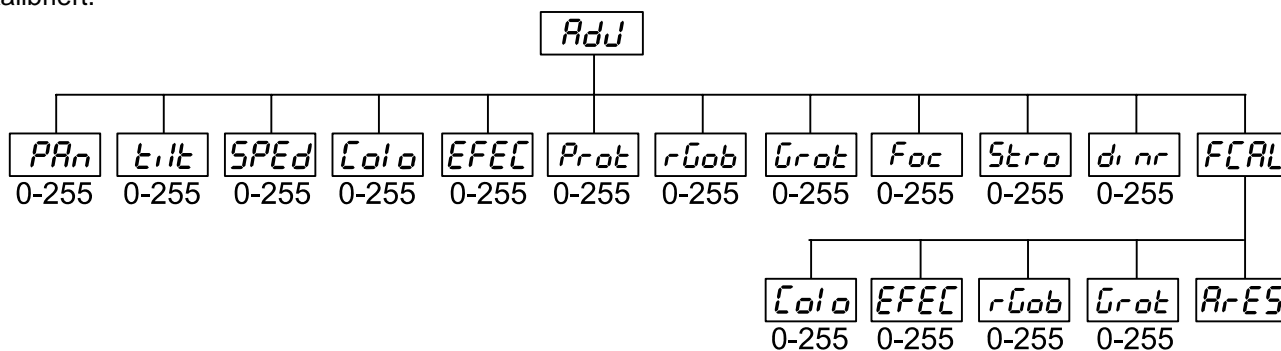 alibriert.
AdJ
PAn tilt SPEd Colo EFEC Prot rGob Grot Foc Stro dinr FCAL
0-255 0-255 0-255 0-255 0-255 0-255 0-255 0-255 0-255 0-255 0-255
Colo EFEC rGob Grot ArES
0-255 0-255 0-255 0-255